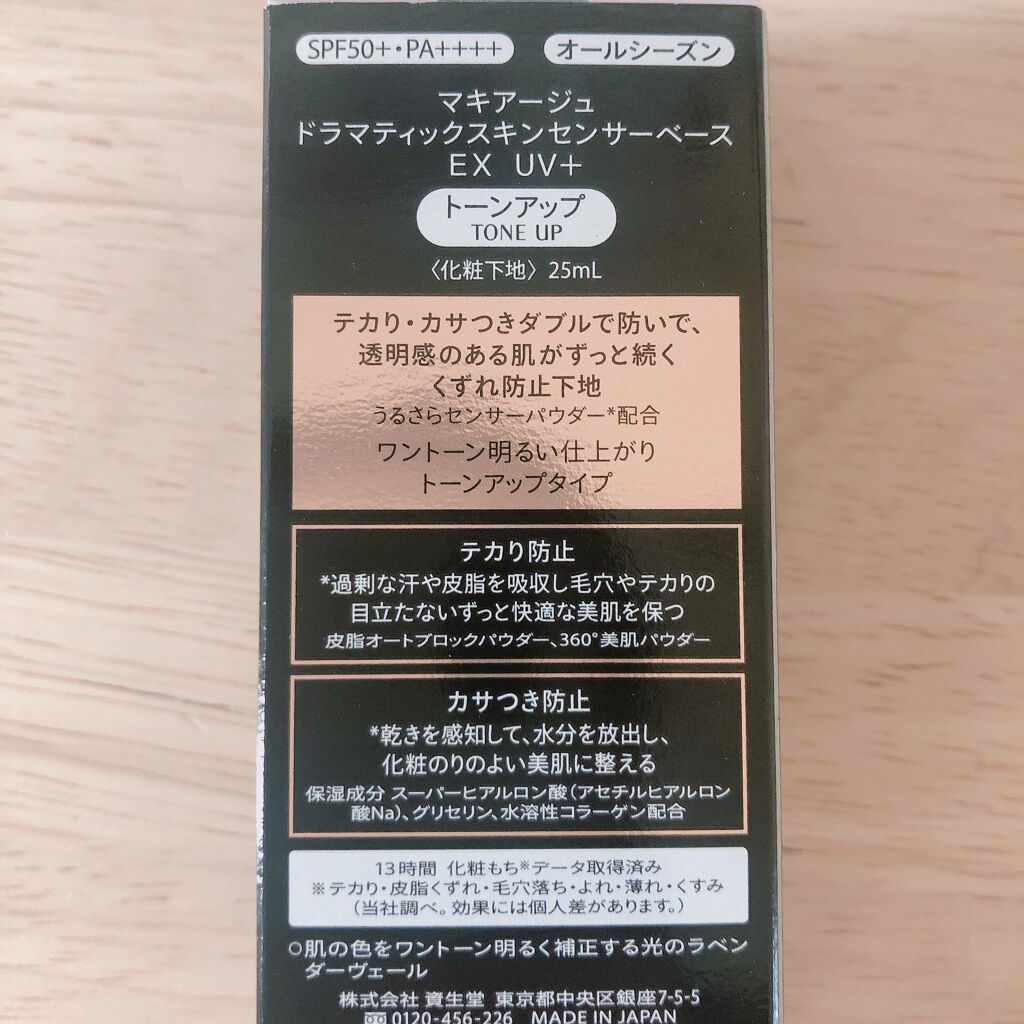 SPF50+・PA++++ オールシーズン
マキアージュ
ドラマティックスキンセンサーベース
EX UV+
トーンアップ
TONE UP
〈化粧下地〉 25mL
テカリ・カサつきダブルで防いで、
透明感のある肌がずっと続く
くずれ防止下地
うるさらセンサーパウダー*配合
ワントーン明るい仕上がり
トーンアップタイプ
テカリ防止
*過剰な汗や皮脂を吸収し毛穴やテカリの
目立たないずっと快適な美肌を保つ
皮脂オートブロックパウダー、360°美肌パウダー
カサつき防止
*乾きを感知して、水分を放出し、
化粧のりのよい美肌に整える
保湿成分 スーパーヒアルロン酸(アセチルヒアルロン
酸Na)、グリセリン、水溶性コラーゲン配合
13時間 化粧もち※データ取得済み
※テカリ・皮脂くずれ・毛穴落ち・よれ・薄れ・くすみ
(当社調べ。効果には個人差があります。)
○肌の色をワントーン明るく補正する光のラベン
ダーヴェール
株式会社 資生堂 東京都中央区銀座7-5-5
0120-456-226 MADE IN JAPAN